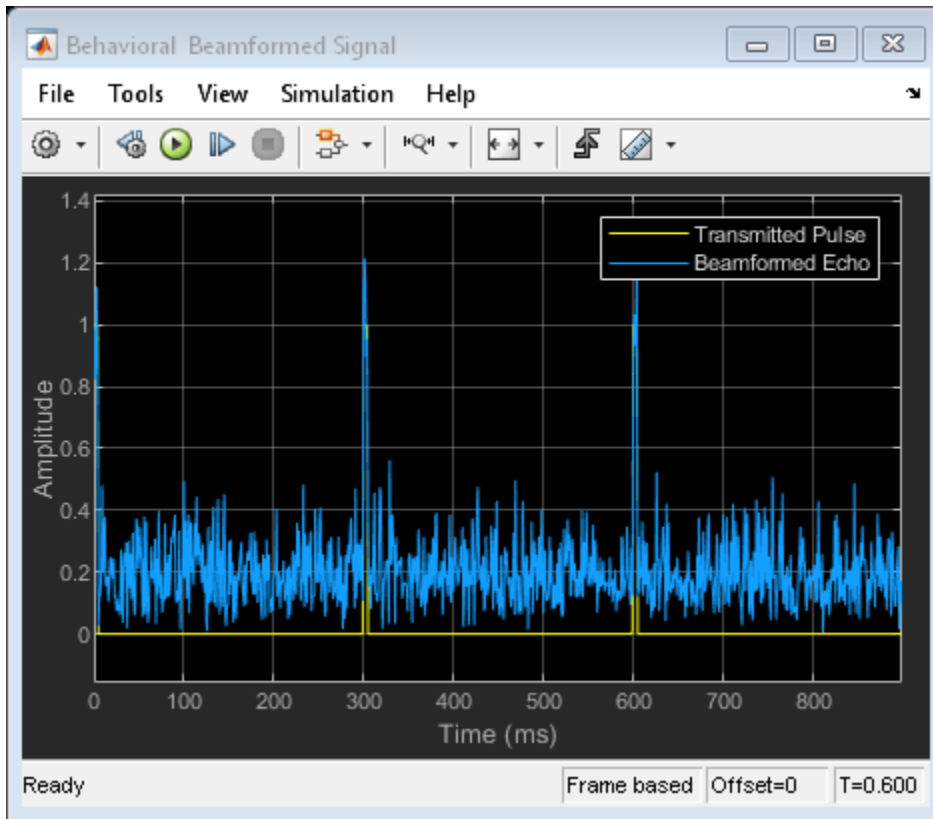 Behavioral Beamformed Signal
File Tools View Simulation Help
1.4
1.2
1
0.8
0.6
0.4
0.2
0
Amplitude
Transmitted Pulse
Beamformed Echo
0 100 200 300 400 500 600 700 800
Time (ms)
Ready Frame based Offset=0 T=0.600